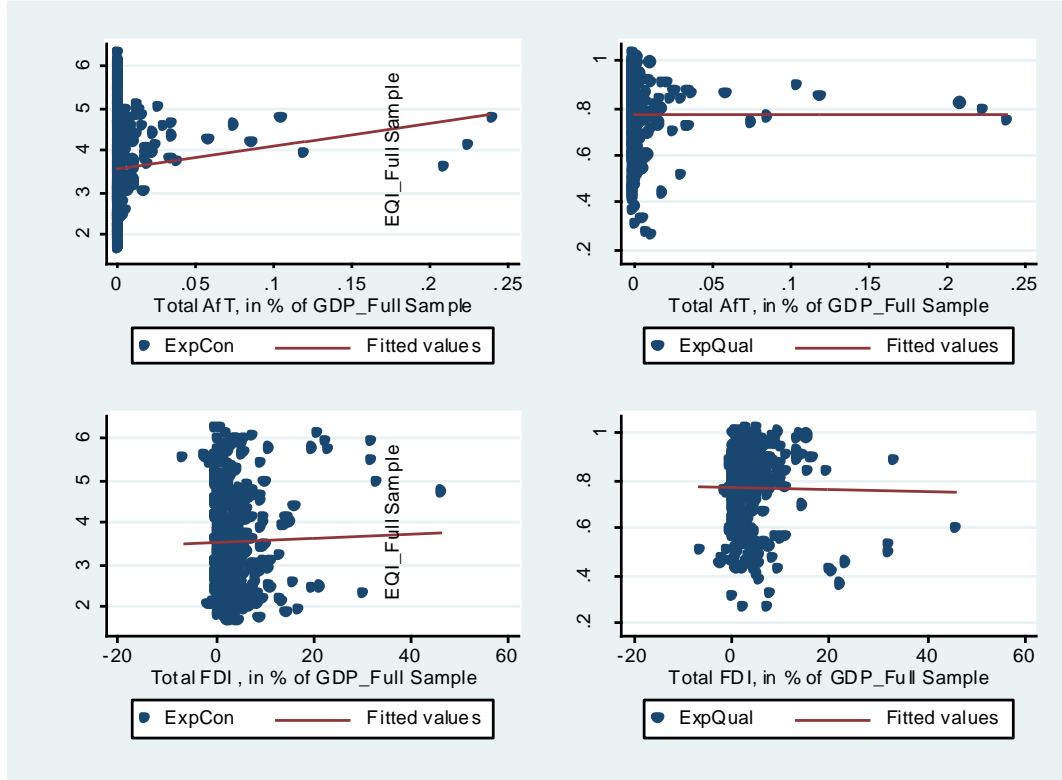 6
5
4
3
2
EQI_Full Sample
0 .05 .1 .15 .2 .25
Total AfT, in % of GDP_Full Sample
ExpCon Fitted values
1
.8
.6
.4
.2
0 .05 .1 .15 .2 .25
Total AfT, in % of GDP_Full Sample
ExpQual Fitted values
6
5
4
3
2
EQI_Full Sample
-20 0 20 40 60
Total FDI , in % of GDP_Full Sample
ExpCon Fitted values
1
.8
.6
.4
.2
-20 0 20 40 60
Total FDI, in % of GDP_Full Sample
ExpQual Fitted values